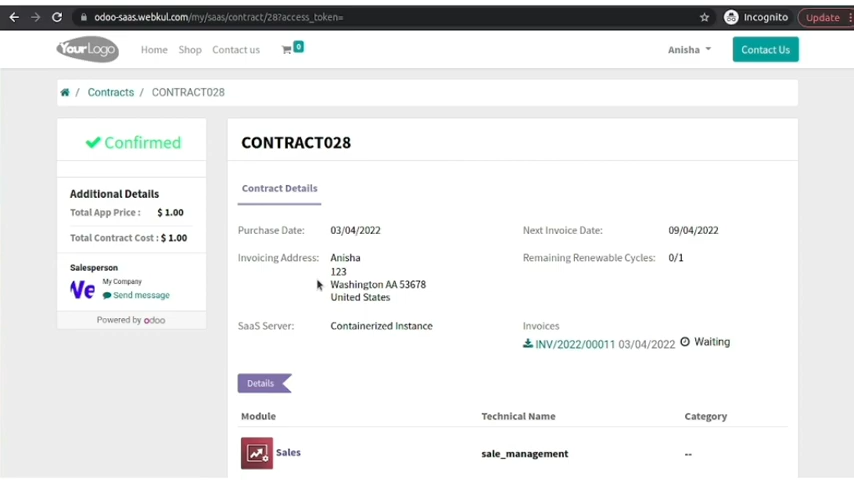 odoo-saas.webkul.com/my/saas/contract/28?access_token=
Incognito
Update
YourLogo
Home
Shop
Contact us
0
Anisha
Contact Us
/ Contracts / CONTRACT028
Confirmed
Additional Details
Total App Price : $ 1.00
Total Contract Cost : $ 1.00
Salesperson
My Company
Send message
Powered by odoo
CONTRACT028
Contract Details
Purchase Date: 03/04/2022
Next Invoice Date: 09/04/2022
Invoicing Address: Anisha
123
Washington AA 53678
United States
Remaining Renewable Cycles: 0/1
SaaS Server: Containerized Instance
Invoices
INV/2022/00011 03/04/2022 Waiting
Details
Module Technical Name Category
Sales sale_management --